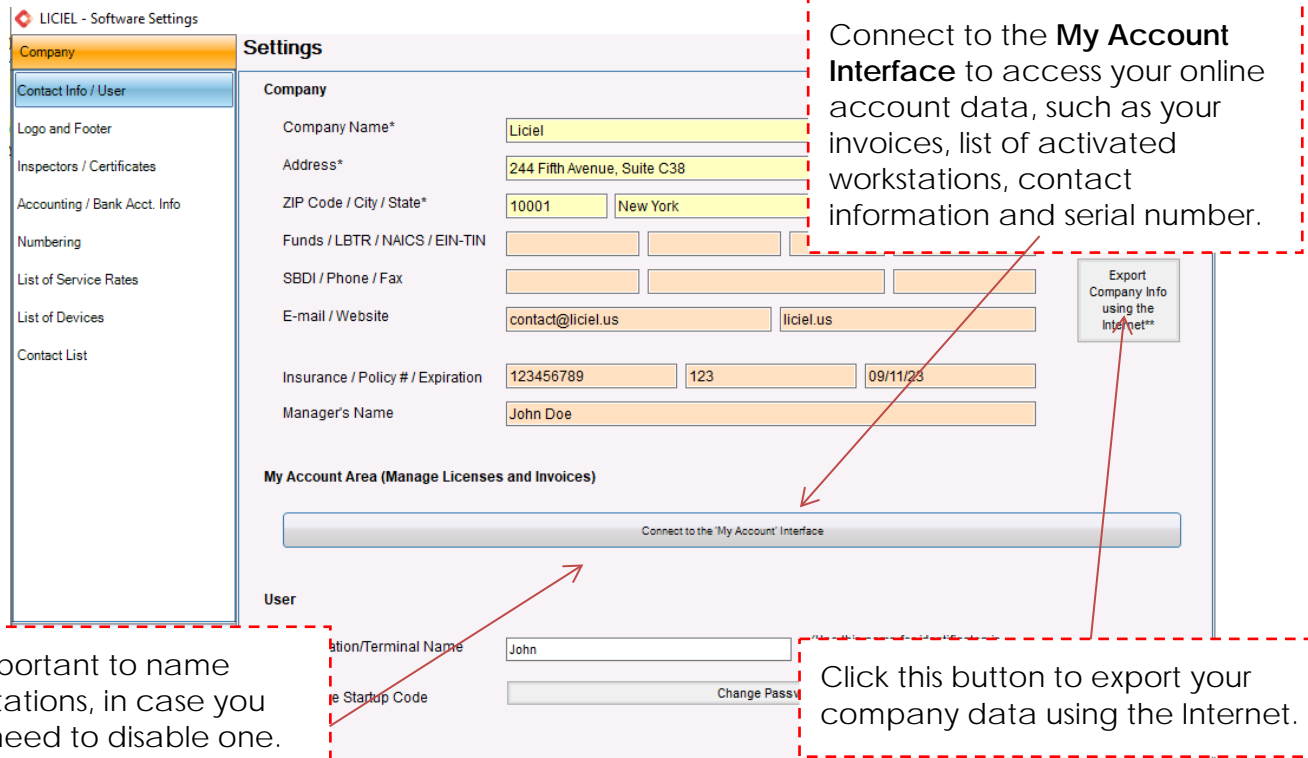 LICIEL - Software Settings
Company
Contact Info / User
Logo and Footer
Inspectors / Certificates
Accounting / Bank Acct. Info
Numbering
List of Service Rates
List of Devices
Contact List
Settings
Company
Company Name*
Liciel
Address*
244 Fifth Avenue, Suite C38
ZIP Code / City / State*
10001
New York
Funds / LBTR / NAICS / EIN-TIN
SBDI / Phone / Fax
E-mail / Website
contact@liciel.us
liciel.us
Insurance / Policy # / Expiration
123456789
123
09/11/23
Manager's Name
John Doe
Export
Company Info
using the
Internet**
My Account Area (Manage Licenses and Invoices)
Connect to the 'My Account' Interface
User
ation/Terminal Name
John
e Startup Code
Change Passw
Connect to the My Account
Interface to access your online
account data, such as your
invoices, list of activated
workstations, contact
information and serial number.
portant to name
tations, in case you
need to disable one.
Click this button to export your
company data using the Internet.